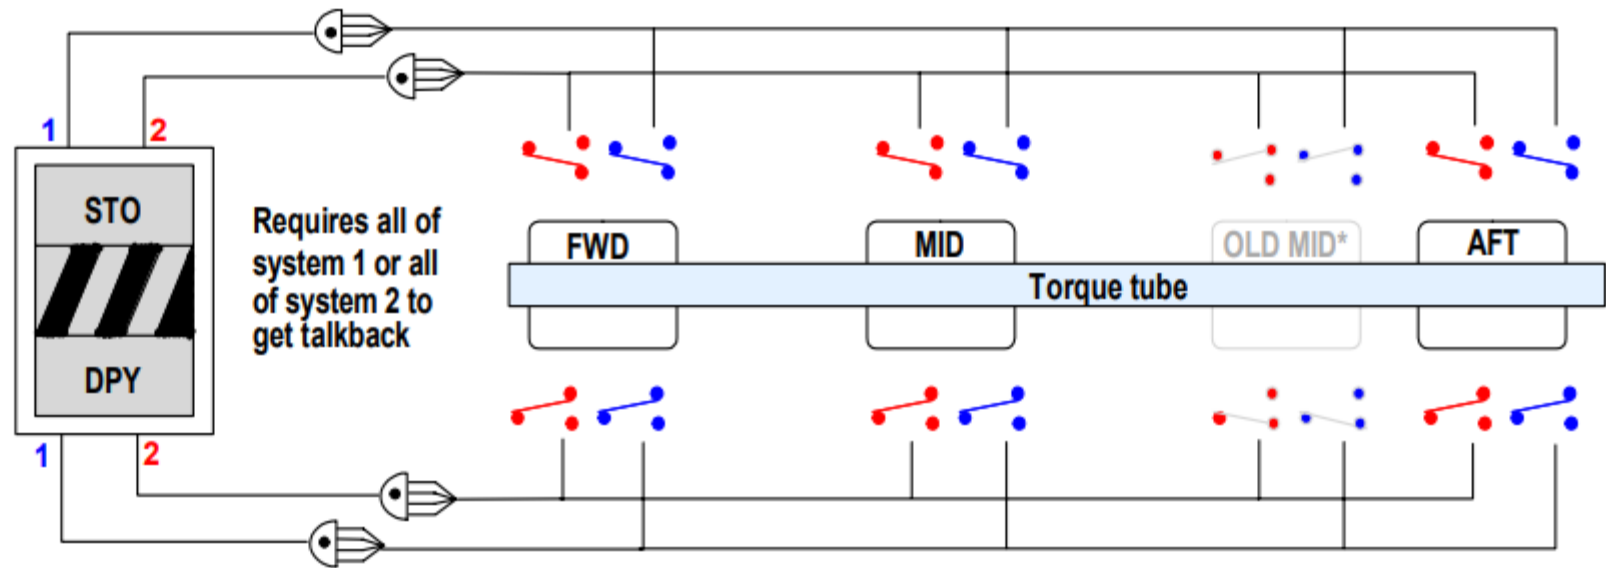 1
2
STO
DPY
1
2
Requires all of
system 1 or all
of system 2 to
get talkback
FWD
MID
OLD MID*
AFT
Torque tube